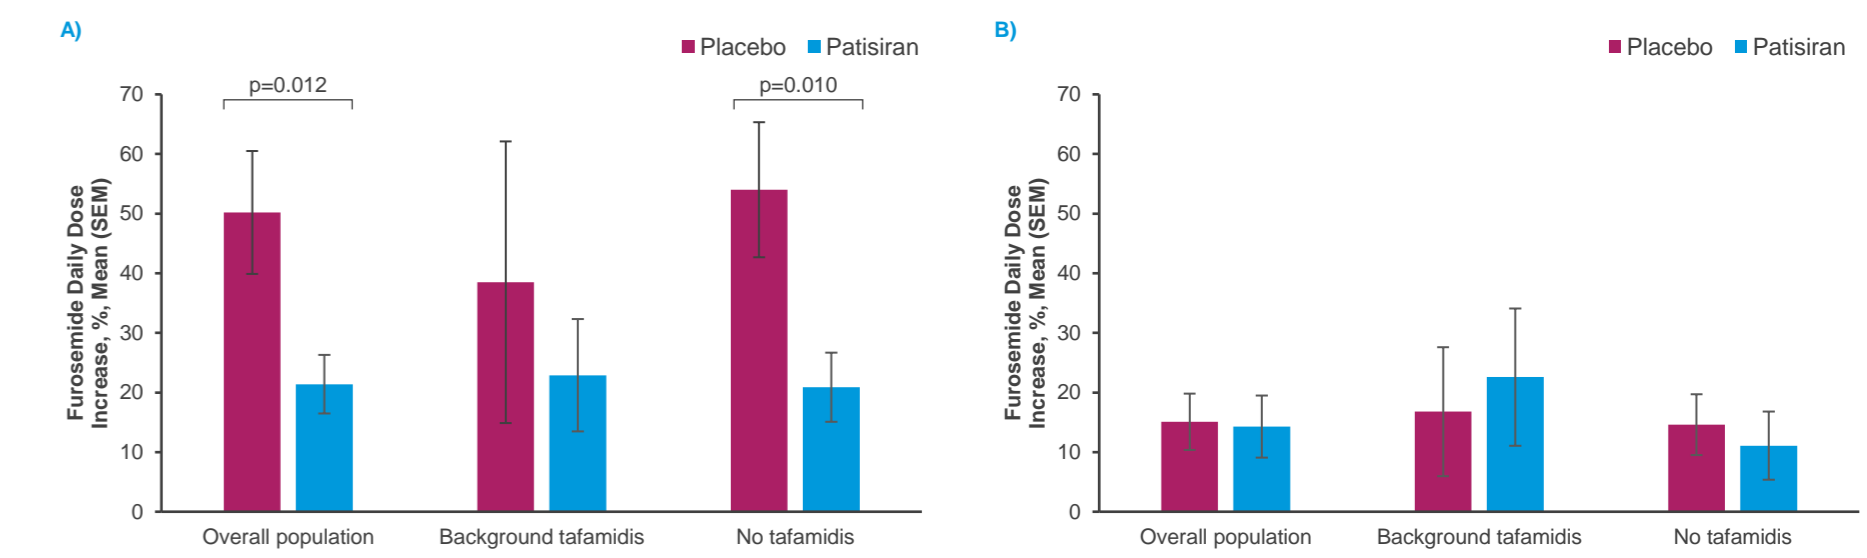 A)
Placebo Patisiran
p=0.012
p=0.010
Furosemide Daily Dose
Increase, %, Mean (SEM)
70
60
50
40
30
20
10
0
Overall population
Background tafamidis
No tafamidis
B)
Placebo Patisiran
Furosemide Daily Dose
Increase, %, Mean (SEM)
70
60
50
40
30
20
10
0
Overall population
Background tafamidis
No tafamidis